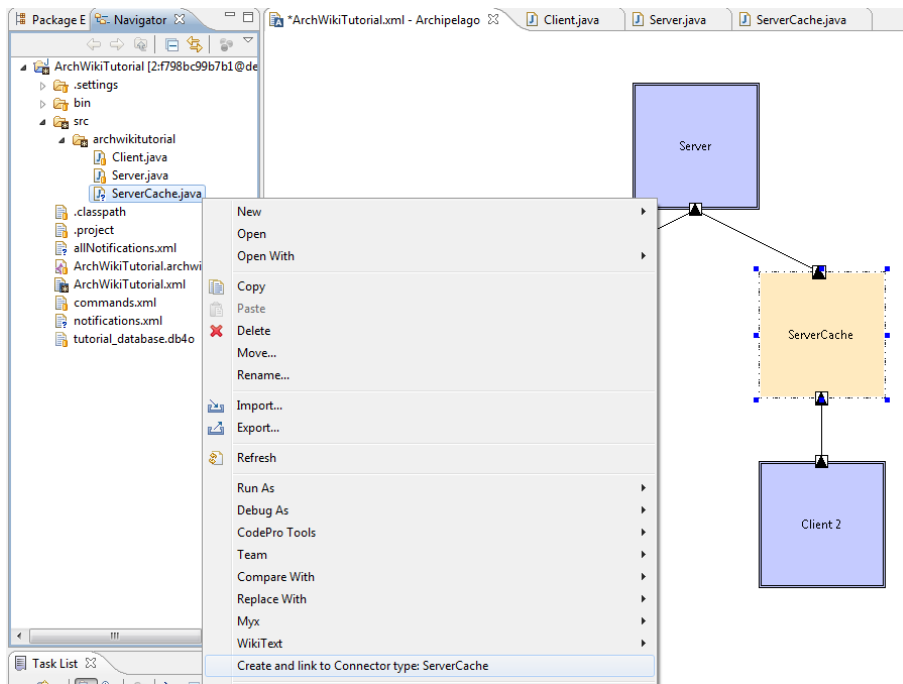 Package E Navigator *ArchWikiTutorial.xml - Archipelago Client.java Server.java ServerCache.java
ArchWikiTutorial [2:f798bc99b7b1@de
.settings
bin
src
archwikitutorial
Client.java
Server.java
ServerCache.java
.classpath
.project
allNotifications.xml
ArchWikiTutorial.archwi
ArchWikiTutorial.xml
commands.xml
notifications.xml
tutorial_database.db4o
New
Open
Open With
Copy
Paste
Delete
Move...
Rename...
Import...
Export...
Refresh
Run As
Debug As
CodePro Tools
Team
Compare With
Replace With
Myx
WikiText
Create and link to Connector type: ServerCache
Server
ServerCache
Client 2
Task List